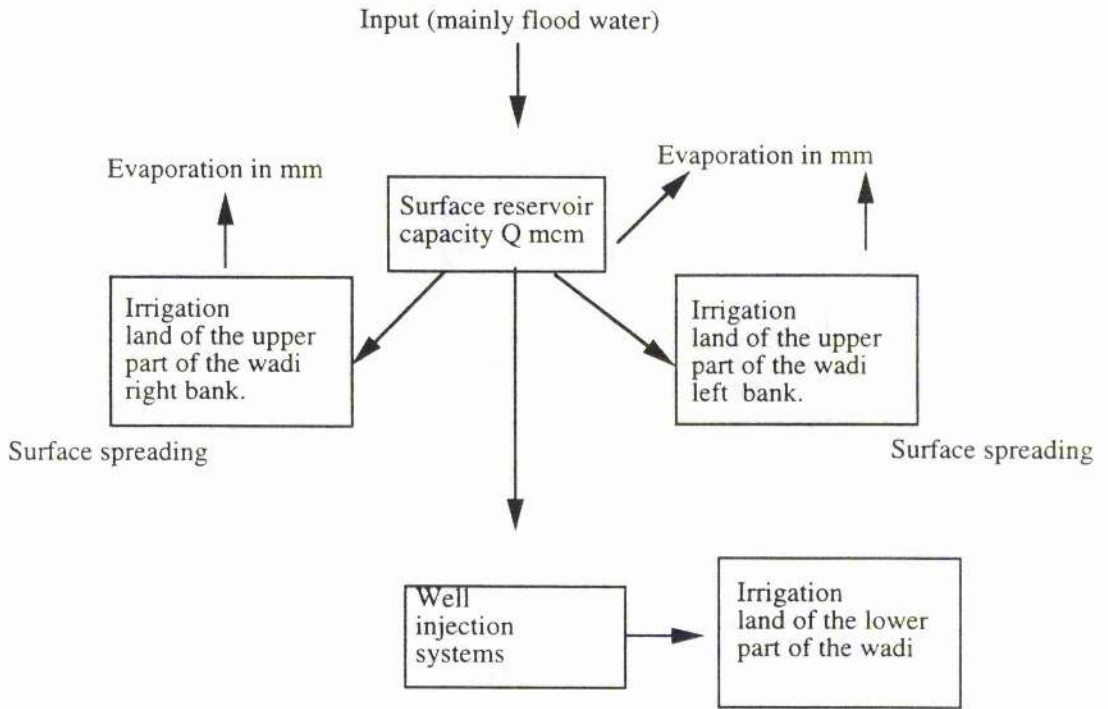 Input (mainly flood water)
Evaporation in mm
Evaporation in mm
Surface reservoir
capacity Q mcm
Irrigation
land of the upper
part of the wadi
right bank.
Irrigation
land of the upper
part of the wadi
left bank.
Surface spreading
Surface spreading
Well
injection
systems
Irrigation
land of the lower
part of the wadi